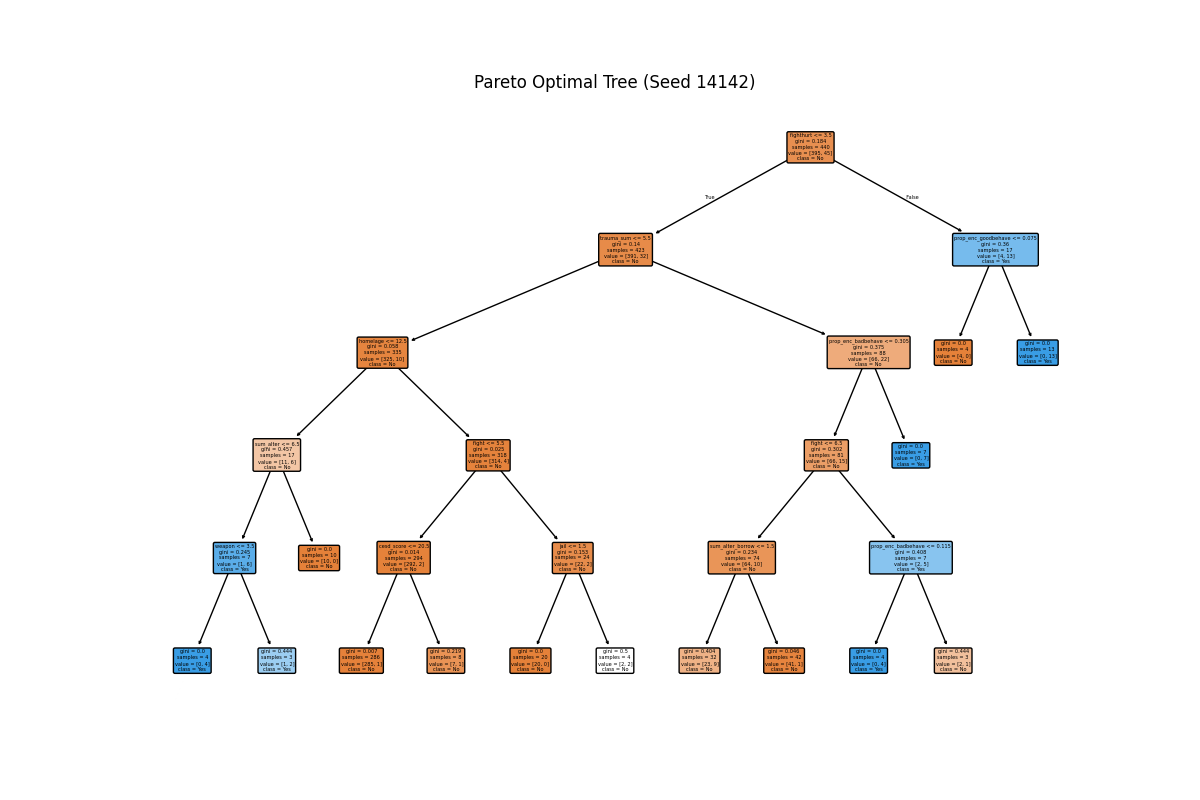 Pareto Optimal Tree (Seed 14142)
fighthurt <= 3.5
gini = 0.184
samples = 440
value = [395, 45]
class = No
True
False
trauma_sum <= 5.5
gini = 0.14
samples = 423
value = [391, 32]
class = No
prop_enc_goodbehave <= 0.075
gini = 0.36
samples = 17
value = [4, 13]
class = Yes
homelage <= 12.5
gini = 0.058
samples = 335
value = [325, 10]
class = No
prop_enc_badbehave <= 0.305
gini = 0.375
samples = 88
value = [66, 22]
class = No
gini = 0.0
samples = 4
value = [4, 0]
class = No
gini = 0.0
samples = 13
value = [0, 13]
class = Yes
sum_alter <= 6.5
gini = 0.457
samples = 17
value = [11, 6]
class = No
fight <= 5.5
gini = 0.025
samples = 318
value = [314, 4]
class = No
fight <= 6.5
gini = 0.302
samples = 81
value = [66, 15]
class = No
gini = 0.0
samples = 7
value = [0, 7]
class = Yes
weapon <= 3.5
gini = 0.245
samples = 7
value = [1, 6]
class = Yes
gini = 0.0
samples = 10
value = [10, 0]
class = No
cesd_score <= 20.5
gini = 0.014
samples = 294
value = [292, 2]
class = No
jail <= 1.5
gini = 0.153
samples = 24
value = [22, 2]
class = No
sum_alter_borrow <= 1.5
gini = 0.234
samples = 74
value = [64, 10]
class = No
prop_enc_badbehave <= 0.115
gini = 0.408
samples = 7
value = [2, 5]
class = Yes
gini = 0.0
samples = 4
value = [0, 4]
class = Yes
gini = 0.444
samples = 3
value = [1, 2]
class = Yes
gini = 0.007
samples = 286
value = [285, 1]
class = No
gini = 0.219
samples = 8
value = [7, 1]
class = No
gini = 0.0
samples = 20
value = [20, 0]
class = No
gini = 0.5
samples = 4
value = [2, 2]
class = No
gini = 0.404
samples = 32
value = [23, 9]
class = No
gini = 0.046
samples = 42
value = [41, 1]
class = No
gini = 0.0
samples = 4
value = [0, 4]
class = Yes
gini = 0.444
samples = 3
value = [2, 1]
class = No